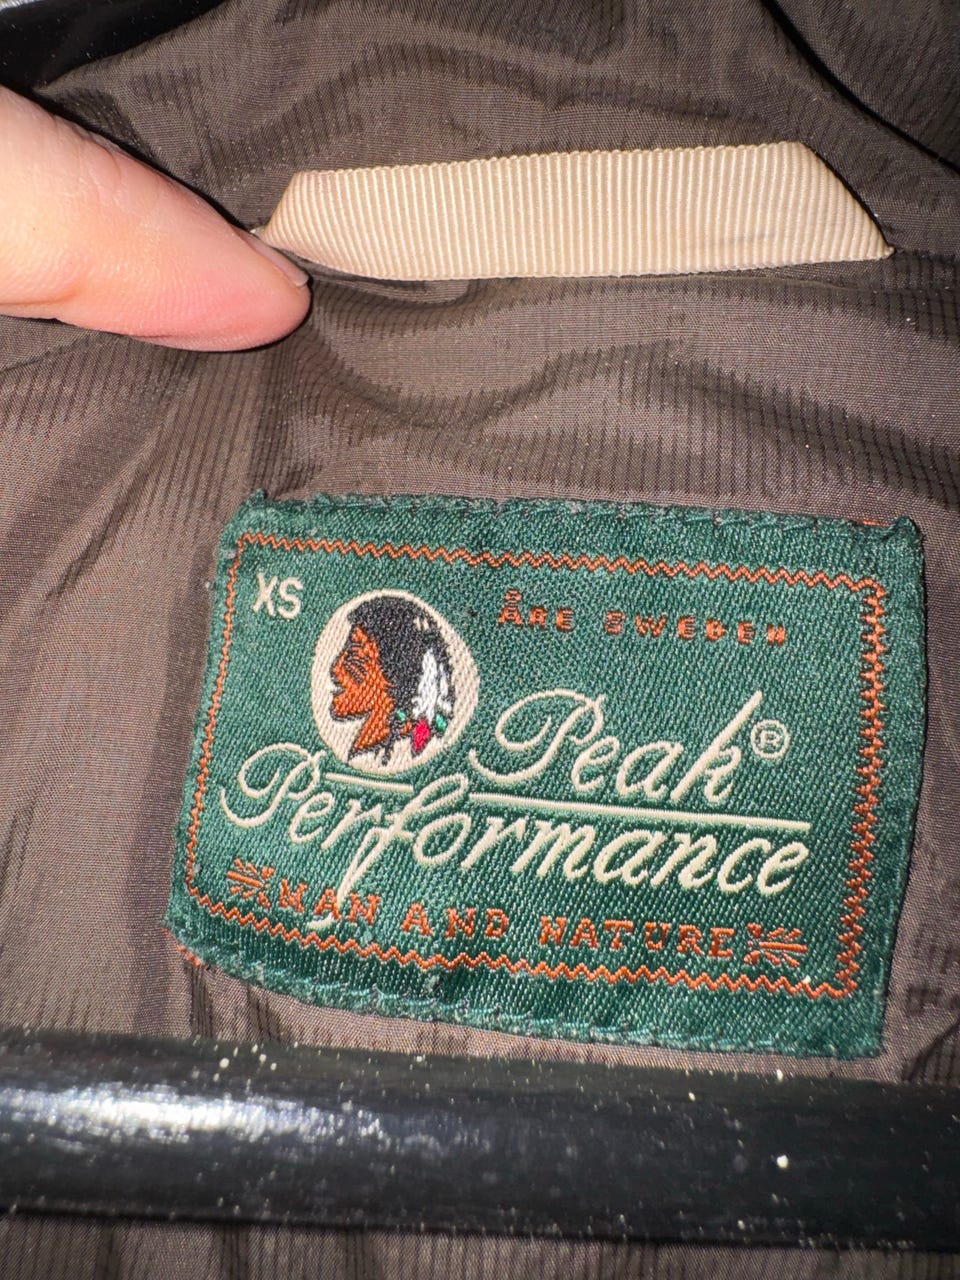 XS
ÅRE SWEDEN
Peak®
Performance
MAN AND NATURE